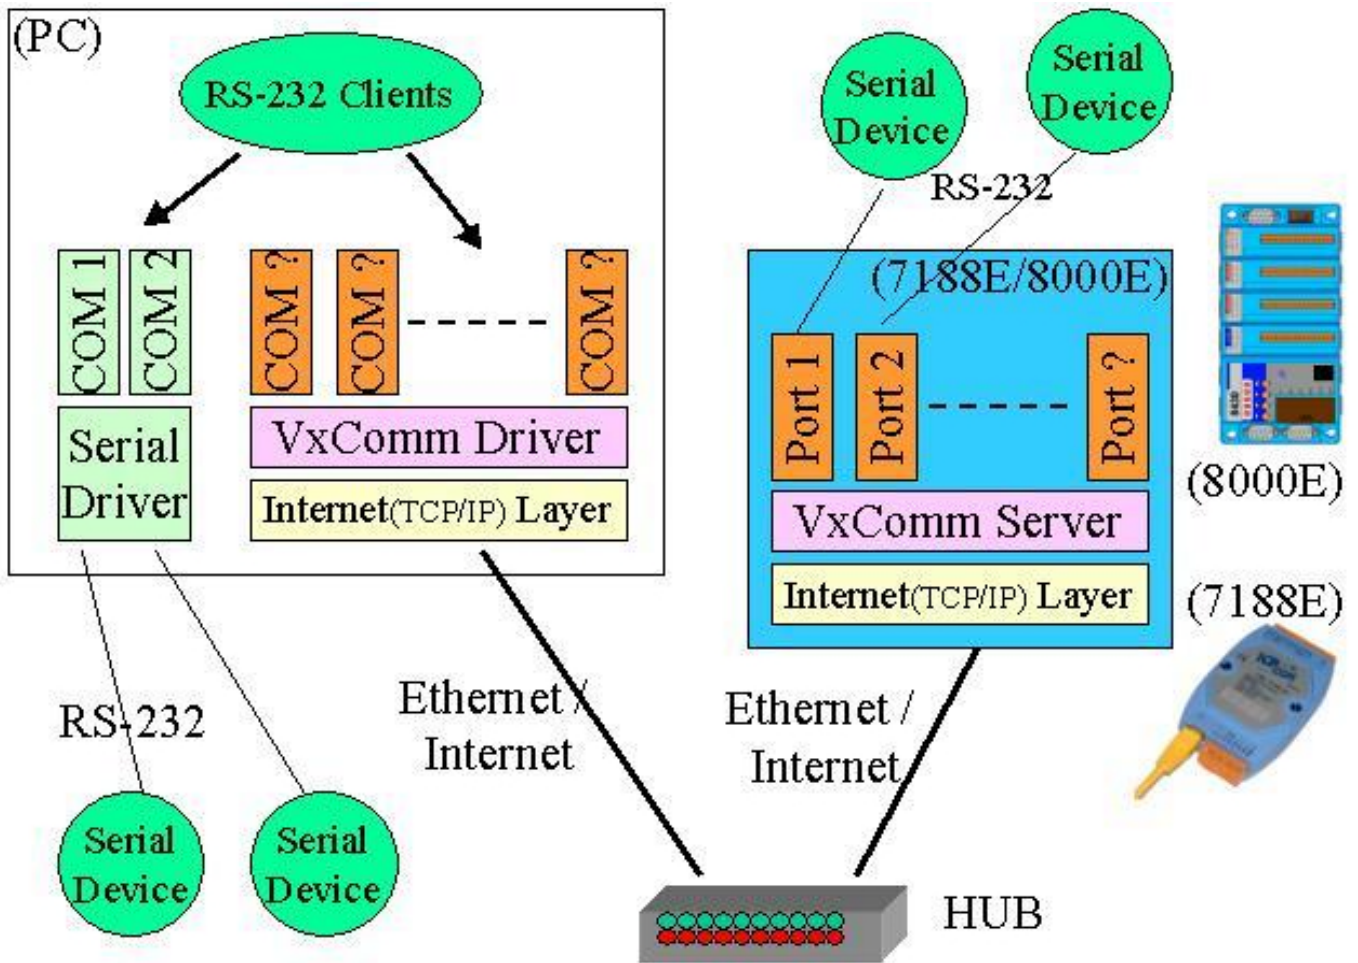 (PC)
RS-232 Clients
COM 1
COM 2
COM ?
COM ?
COM ?
Serial
Driver
VxComm Driver
Internet(TCP/IP) Layer
RS-232
Serial
Device
Serial
Device
Ethernet /
Internet
Serial
Device
Serial
Device
RS-232
(7188E/8000E)
Port 1
Port 2
Port ?
VxComm Server
Internet(TCP/IP) Layer
Ethernet /
Internet
(8000E)
(7188E)
HUB